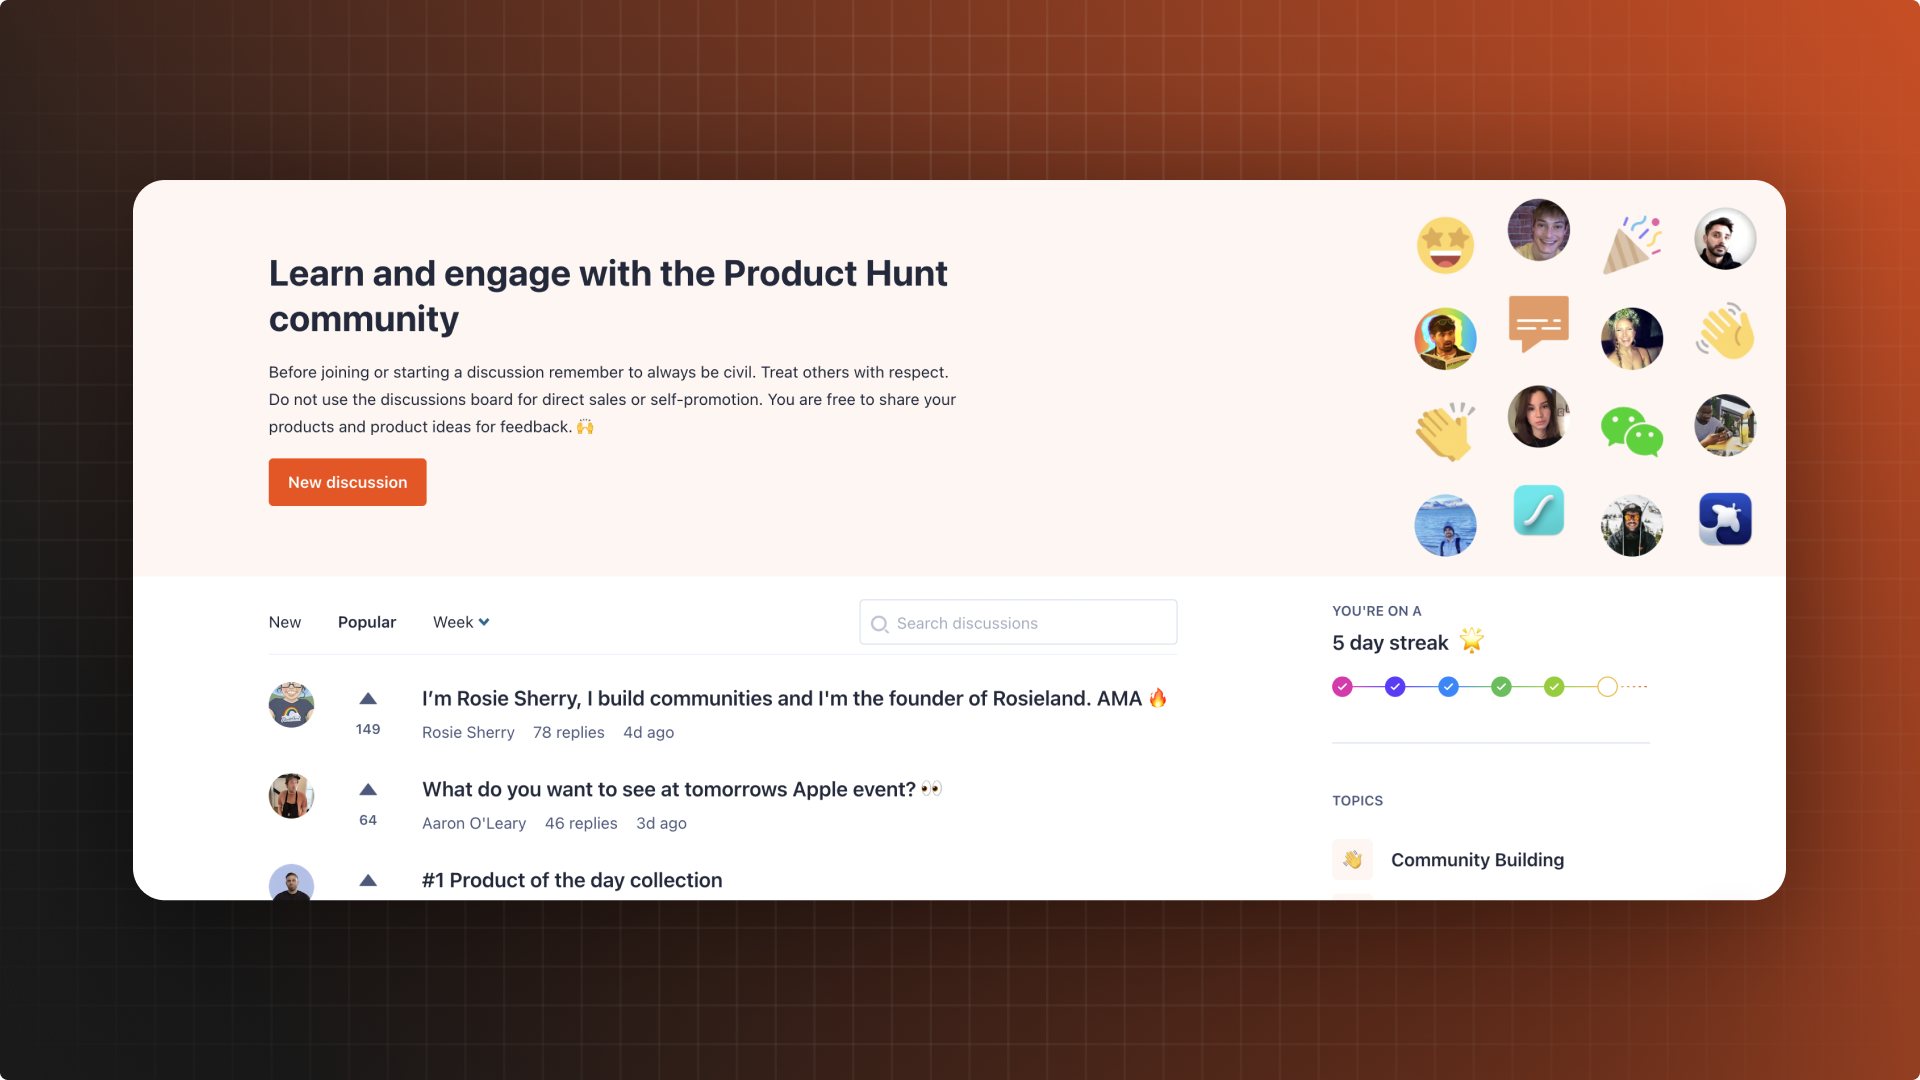 Learn and engage with the Product Hunt
community
Before joining or starting a discussion remember to always be civil. Treat others with respect.
Do not use the discussions board for direct sales or self-promotion. You are free to share your
products and product ideas for feedback. 🙌
New discussion
New Popular Week
Search discussions
I’m Rosie Sherry, I build communities and I'm the founder of Rosieland. AMA 🔥
149
Rosie Sherry 78 replies 4d ago
What do you want to see at tomorrows Apple event? 👀
64
Aaron O'Leary 46 replies 3d ago
#1 Product of the day collection
YOU'RE ON A
5 day streak 🌟
TOPICS
👋 Community Building